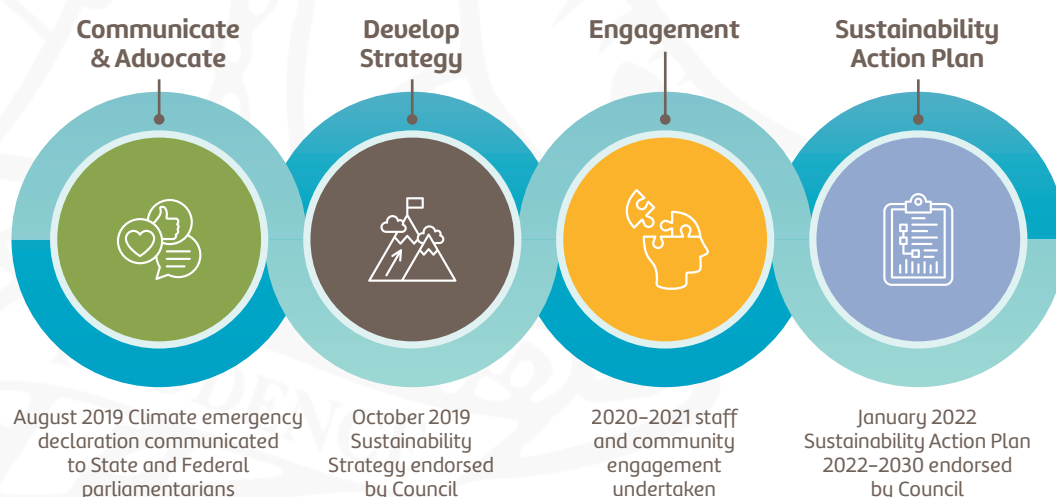 Communicate
& Advocate
Develop
Strategy
Engagement
Sustainability
Action Plan
August 2019 Climate emergency
declaration communicated
to State and Federal
parliamentarians
October 2019
Sustainability
Strategy endorsed
by Council
2020–2021 staff
and community
engagement
undertaken
January 2022
Sustainability Action Plan
2022–2030 endorsed
by Council